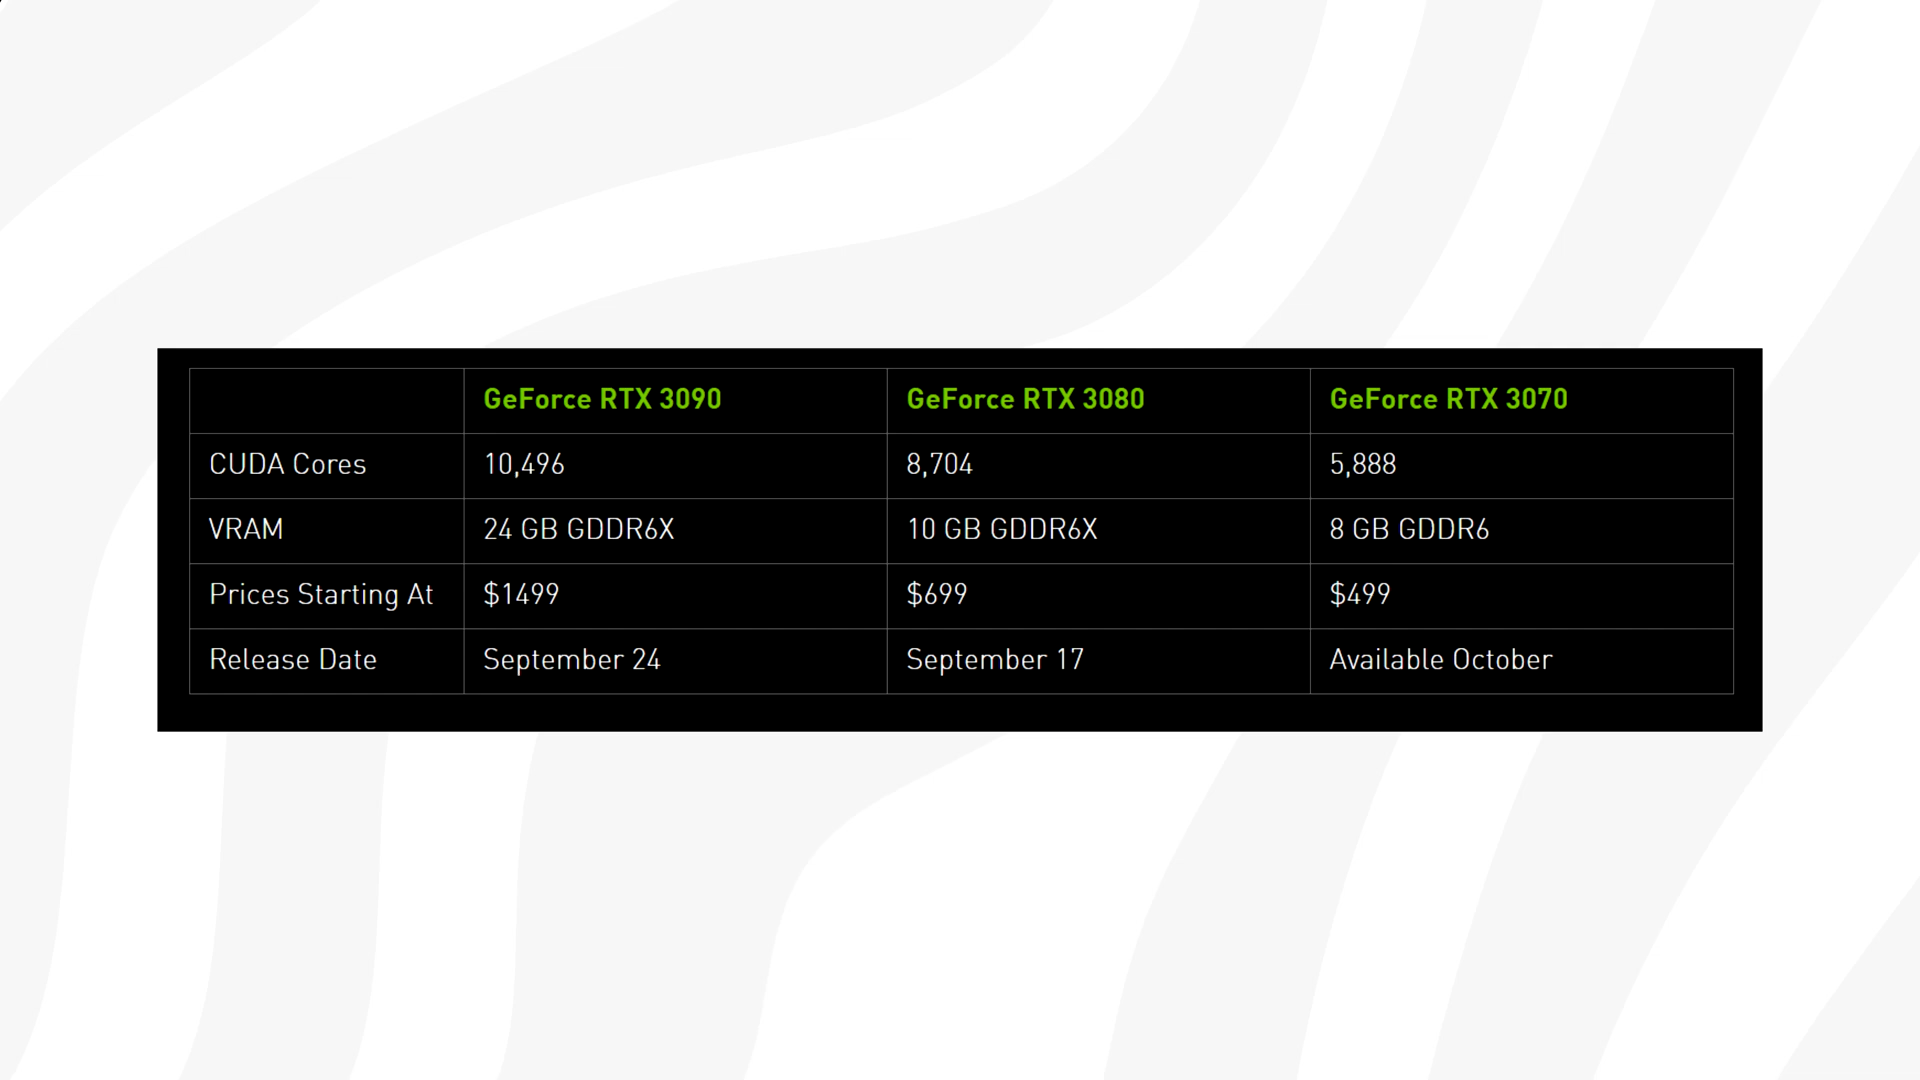 GeForce RTX 3090 GeForce RTX 3080 GeForce RTX 3070
CUDA Cores 10,496 8,704 5,888
VRAM 24 GB GDDR6X 10 GB GDDR6X 8 GB GDDR6
Prices Starting At $1499 $699 $499
Release Date September 24 September 17 Available October